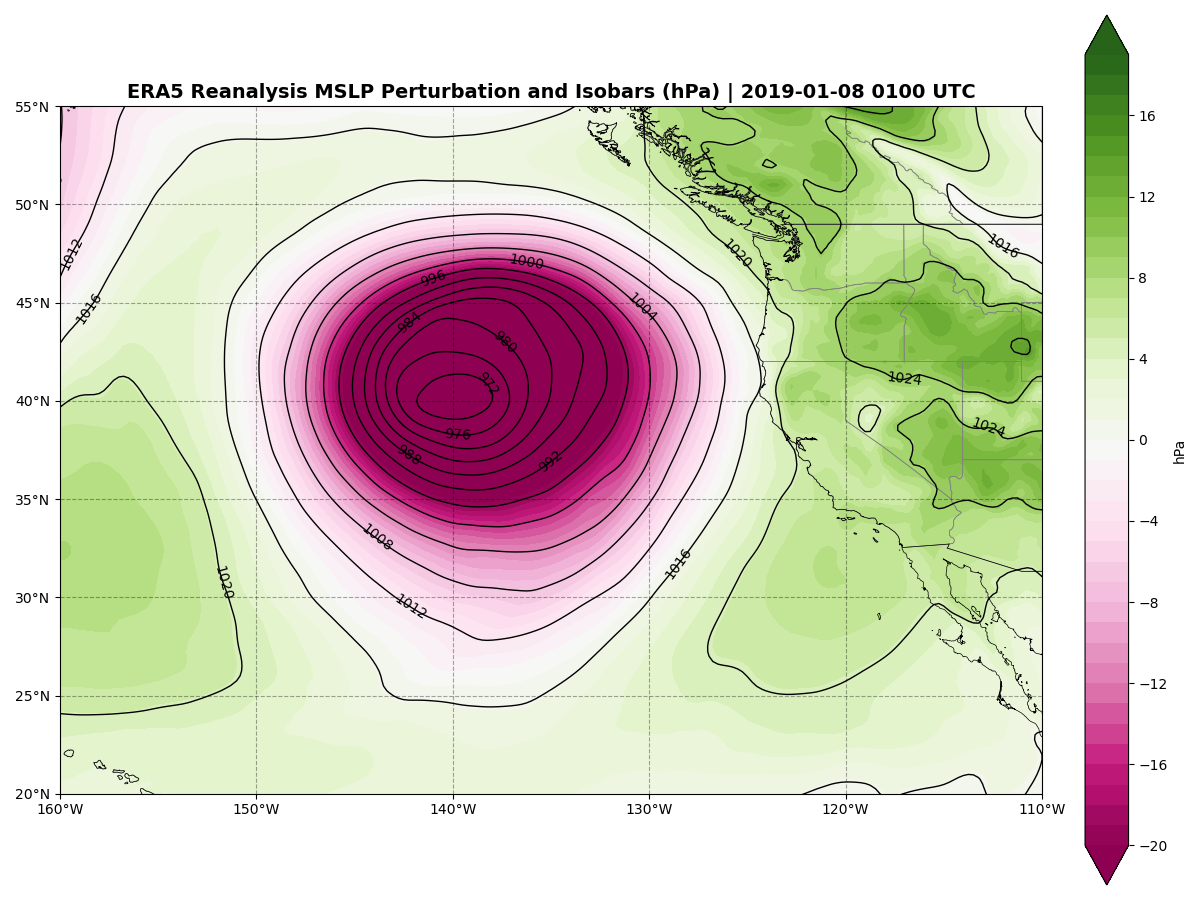 ERA5 Reanalysis MSLP Perturbation and Isobars (hPa) | 2019-01-08 0100 UTC
55°N
50°N
45°N
40°N
35°N
30°N
25°N
20°N
160°W 150°W 140°W 130°W 120°W 110°W
1012
1016
1020
1000
996
1004
984
980
972
976
988
992
1008
1012
1016
1020
1016
1024
1024
16
12
8
4
0
−4
−8
−12
−16
−20
hPa